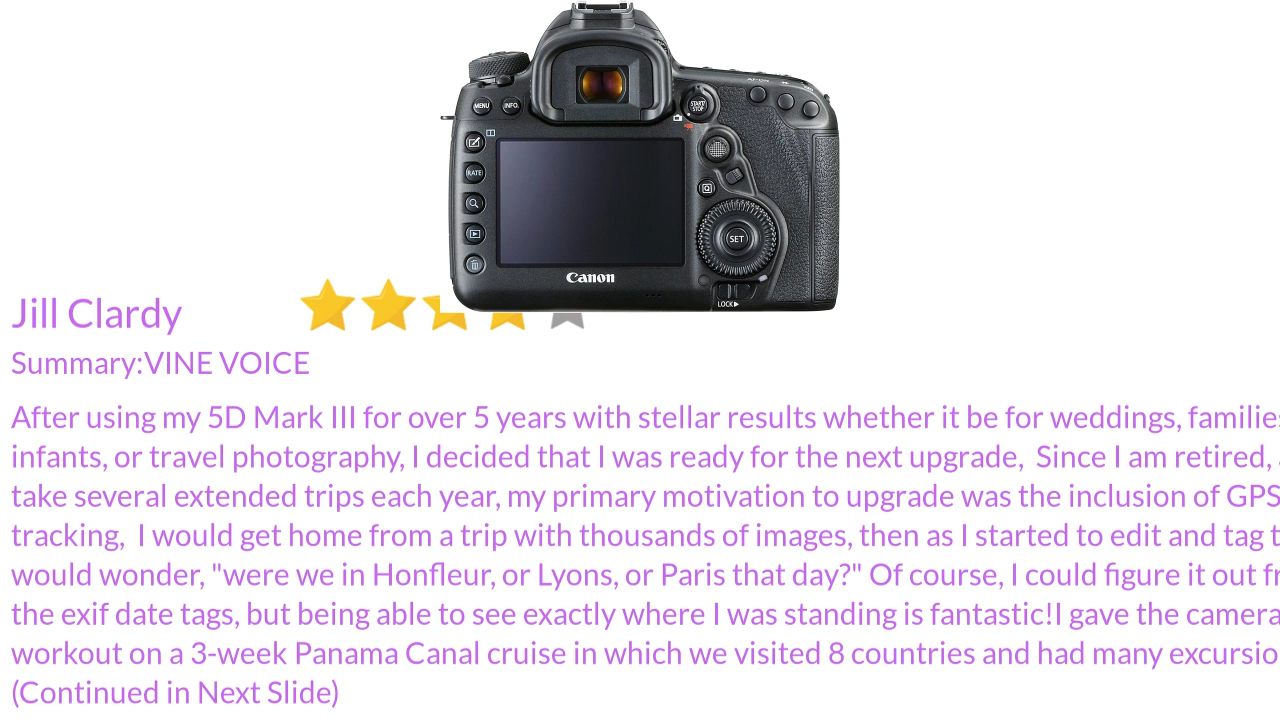 MENU INFO. START/STOP
RATE
Q
SET
Canon
LOCK▶
Jill Clardy
Summary:VINE VOICE
After using my 5D Mark III for over 5 years with stellar results whether it be for weddings, families
infants, or travel photography, I decided that I was ready for the next upgrade,  Since I am retired,
take several extended trips each year, my primary motivation to upgrade was the inclusion of GPS
tracking,  I would get home from a trip with thousands of images, then as I started to edit and tag
would wonder, "were we in Honfleur, or Lyons, or Paris that day?" Of course, I could figure it out
the exif date tags, but being able to see exactly where I was standing is fantastic!I gave the camera
workout on a 3-week Panama Canal cruise in which we visited 8 countries and had many
(Continued in Next Slide)